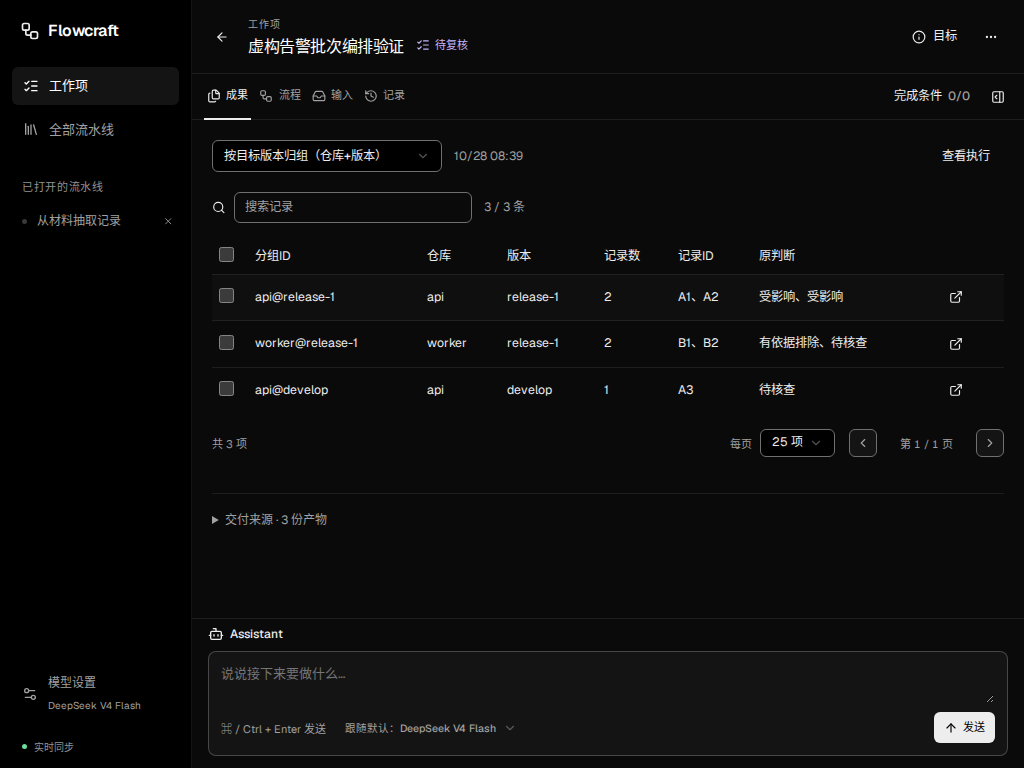 Flowcraft
工作项
全部流水线
已打开的流水线
从材料抽取记录
模型设置
DeepSeek V4 Flash
实时同步
工作项
虚构告警批次编排验证 待复核
目标
成果 流程 输入 记录
完成条件 0/0
按目标版本归组（仓库+版本） 10/28 08:39 查看执行
搜索记录 3 / 3 条
分组ID 仓库 版本 记录数 记录ID 原判断
api@release-1 api release-1 2 A1、A2 受影响、受影响
worker@release-1 worker release-1 2 B1、B2 有依据排除、待核查
api@develop api develop 1 A3 待核查
共 3 项 每页 25 项 第 1 / 1 页
交付来源 · 3 份产物
Assistant
说说接下来要做什么…
⌘ / Ctrl + Enter 发送 跟随默认：DeepSeek V4 Flash 发送